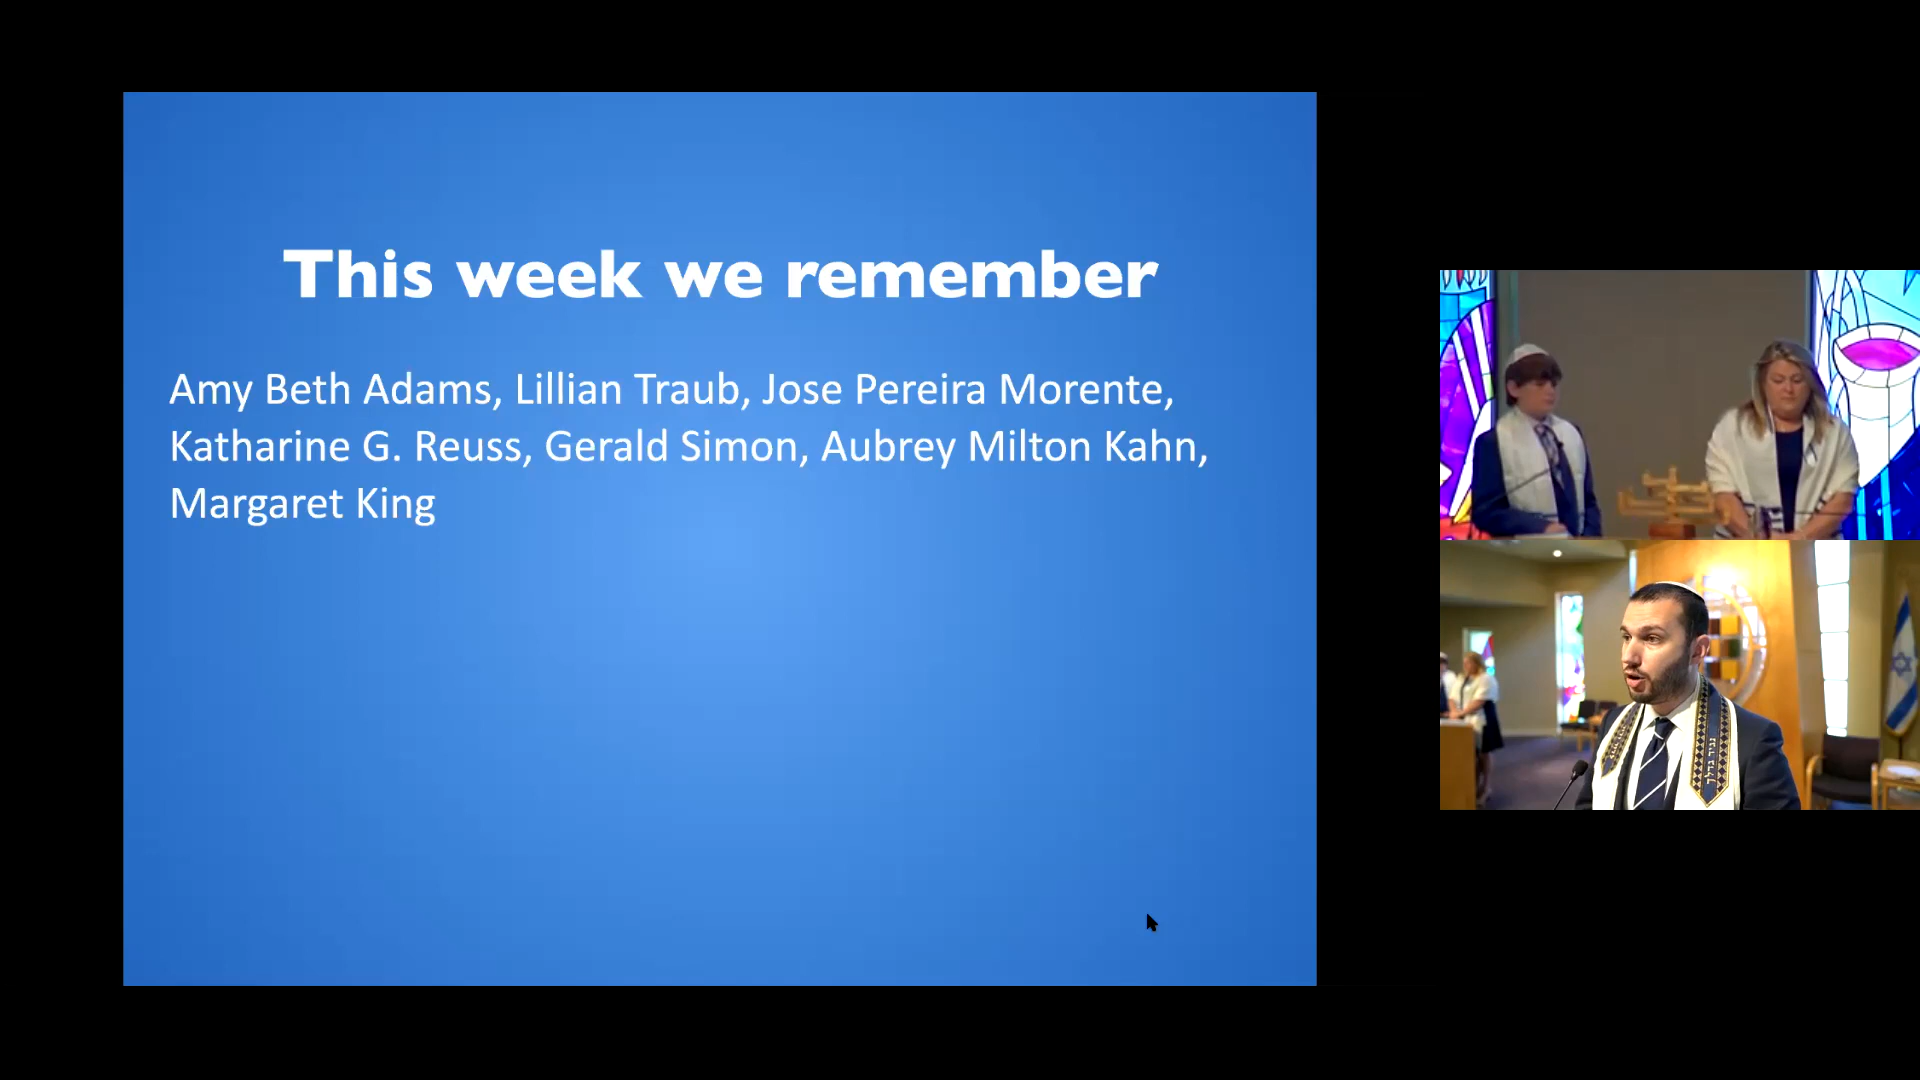 This week we remember
Amy Beth Adams, Lillian Traub, Jose Pereira Morente,
Katharine G. Reuss, Gerald Simon, Aubrey Milton Kahn,
Margaret King